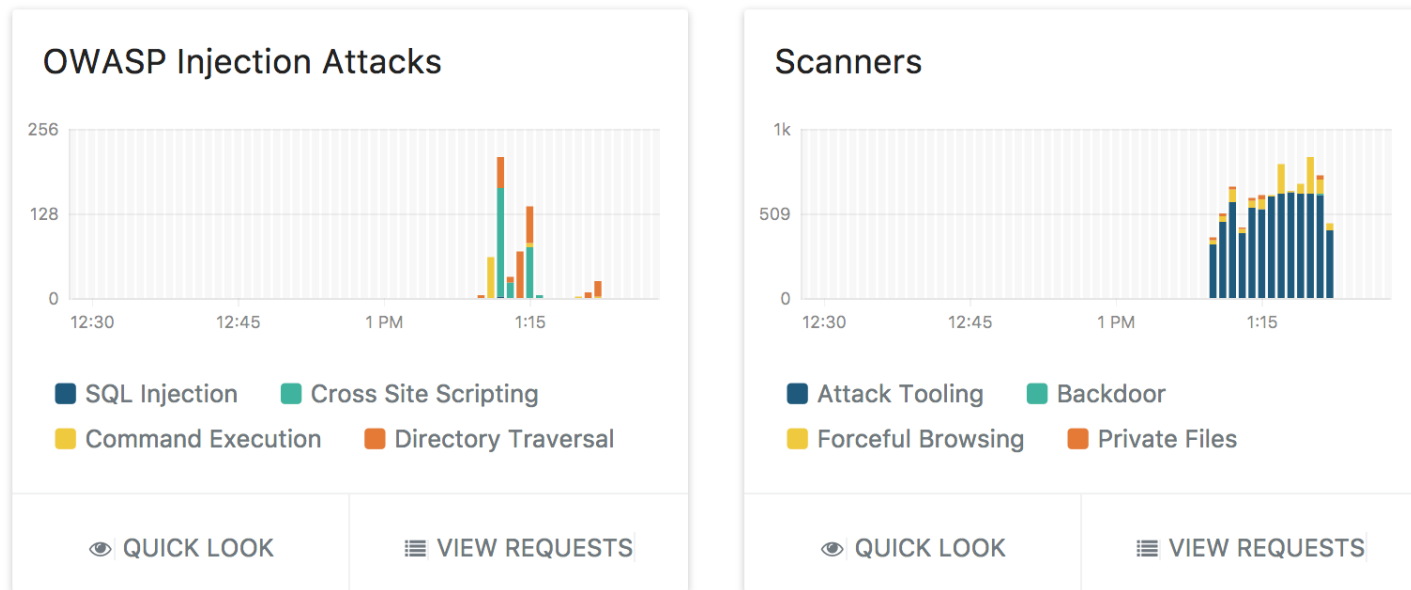 OWASP Injection Attacks
256
128
0
12:30 12:45 1 PM 1:15
SQL Injection Cross Site Scripting
Command Execution Directory Traversal
QUICK LOOK VIEW REQUESTS
Scanners
1k
509
0
12:30 12:45 1 PM 1:15
Attack Tooling Backdoor
Forceful Browsing Private Files
QUICK LOOK VIEW REQUESTS